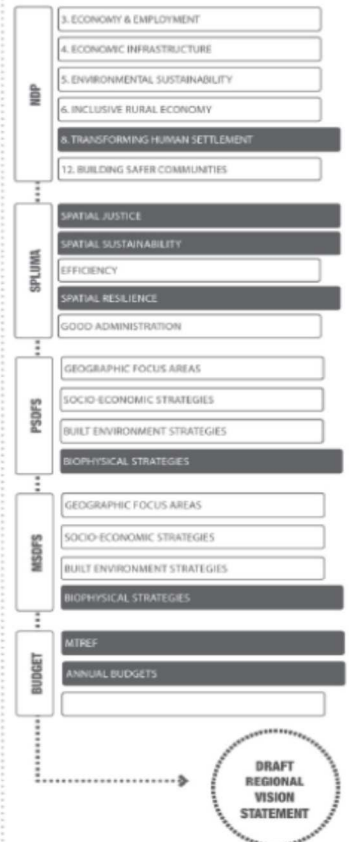 NDP
3. ECONOMY & EMPLOYMENT
4. ECONOMIC INFRASTRUCTURE
5. ENVIRONMENTAL SUSTAINABILITY
6. INCLUSIVE RURAL ECONOMY
8. TRANSFORMING HUMAN SETTLEMENT
12. BUILDING SAFER COMMUNITIES
SPLUMA
SPATIAL JUSTICE
SPATIAL SUSTAINABILITY
EFFICIENCY
SPATIAL RESILIENCE
GOOD ADMINISTRATION
PSDFS
GEOGRAPHIC FOCUS AREAS
SOCIO-ECONOMIC STRATEGIES
BUILT ENVIRONMENT STRATEGIES
BIOPHYSICAL STRATEGIES
MSDFS
GEOGRAPHIC FOCUS AREAS
SOCIO-ECONOMIC STRATEGIES
BUILT ENVIRONMENT STRATEGIES
BIOPHYSICAL STRATEGIES
BUDGET
MTREF
ANNUAL BUDGETS
DRAFT
REGIONAL
VISION
STATEMENT